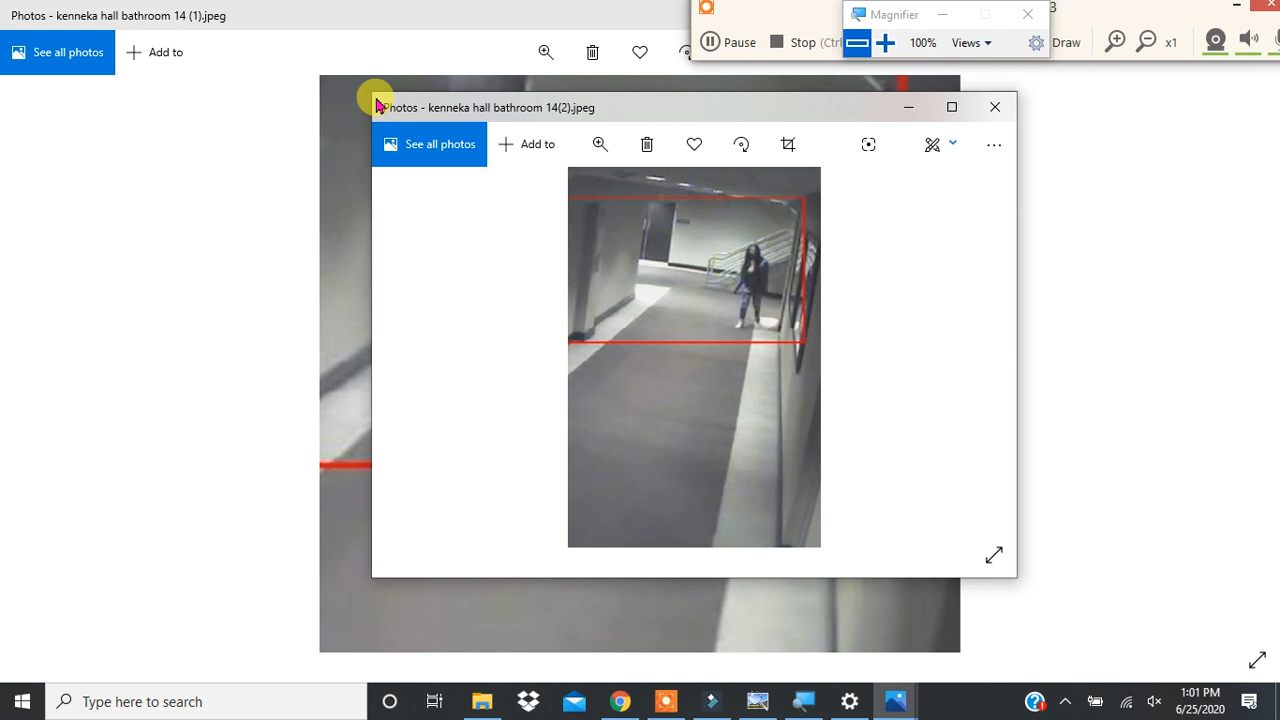 Photos - kenneka hall bathroom 14 (1).jpeg
3
Magnifier
See all photos
Add to
Pause
Stop (Ctrl
100%
Views
Draw
x1
Photos - kenneka hall bathroom 14(2).jpeg
See all photos
Add to
Type here to search
1:01 PM
6/25/2020